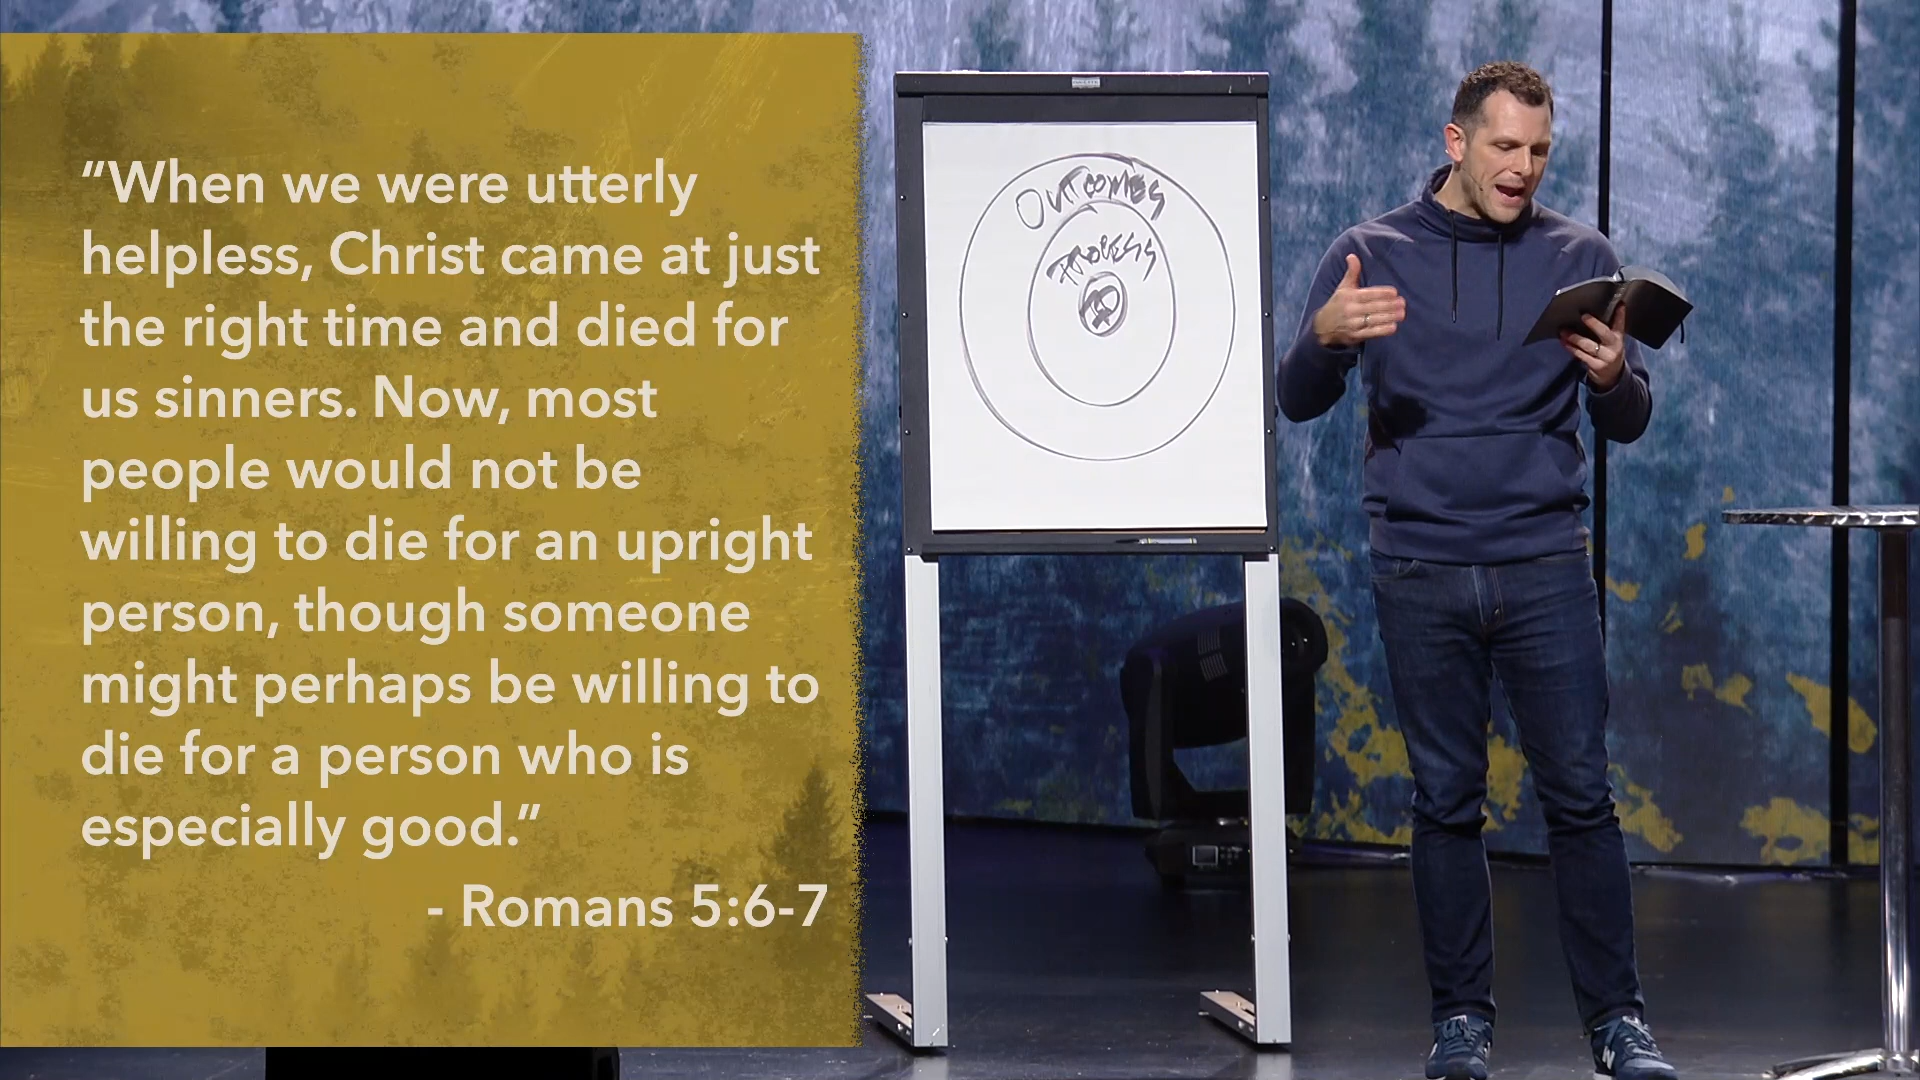 “When we were utterly
helpless, Christ came at just
the right time and died for
us sinners. Now, most
people would not be
willing to die for an upright
person, though someone
might perhaps be willing to
die for a person who is
especially good.”
- Romans 5:6-7
OUTCOMES
PROCESS
ID